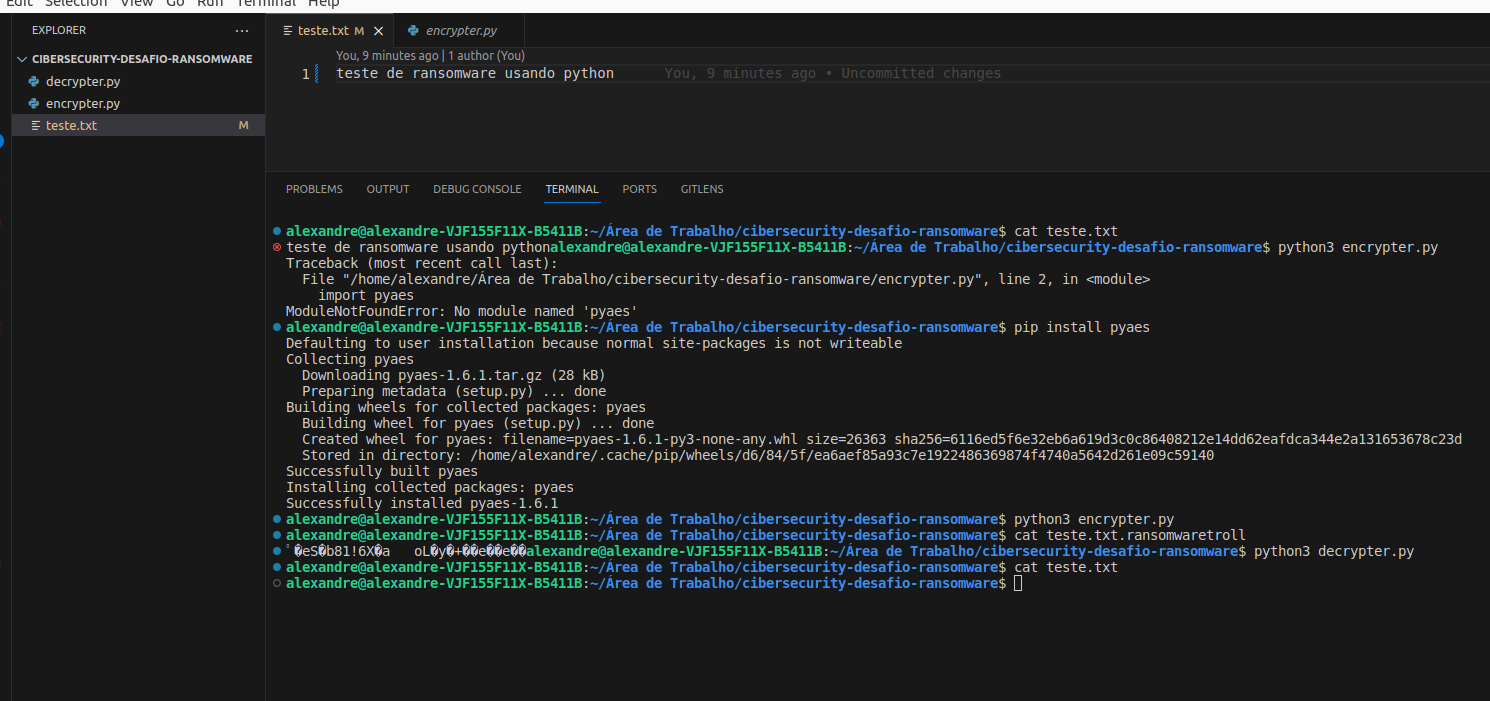 Edit Selection View Go Run Terminal Help
EXPLORER ...
CIBERSECURITY-DESAFIO-RANSOMWARE
decrypter.py
encrypter.py
teste.txt M
teste.txt M
encrypter.py
You, 9 minutes ago | 1 author (You)
1 teste de ransomware usando python You, 9 minutes ago • Uncommitted changes
PROBLEMS OUTPUT DEBUG CONSOLE TERMINAL PORTS GITLENS
alexandre@alexandre-VJF155F11X-B5411B:~/Área de Trabalho/cibersecurity-desafio-ransomware$ cat teste.txt
teste de ransomware usando pythonalexandre@alexandre-VJF155F11X-B5411B:~/Área de Trabalho/cibersecurity-desafio-ransomware$ python3 encrypter.py
Traceback (most recent call last):
File "/home/alexandre/Área de Trabalho/cibersecurity-desafio-ransomware/encrypter.py", line 2, in <module>
import pyaes
ModuleNotFoundError: No module named 'pyaes'
alexandre@alexandre-VJF155F11X-B5411B:~/Área de Trabalho/cibersecurity-desafio-ransomware$ pip install pyaes
Defaulting to user installation because normal site-packages is not writeable
Collecting pyaes
Downloading pyaes-1.6.1.tar.gz (28 kB)
Preparing metadata (setup.py) ... done
Building wheels for collected packages: pyaes
Building wheel for pyaes (setup.py) ... done
Created wheel for pyaes: filename=pyaes-1.6.1-py3-none-any.whl size=26363 sha256=6116ed5f6e32eb6a619d3c0c86408212e14dd62eafdca344e2a131653678c23d
Stored in directory: /home/alexandre/.cache/pip/wheels/d6/84/5f/ea6aef85a93c7e1922486369874f4740a5642d261e09c59140
Successfully built pyaes
Installing collected packages: pyaes
Successfully installed pyaes-1.6.1
alexandre@alexandre-VJF155F11X-B5411B:~/Área de Trabalho/cibersecurity-desafio-ransomware$ python3 encrypter.py
alexandre@alexandre-VJF155F11X-B5411B:~/Área de Trabalho/cibersecurity-desafio-ransomware$ cat teste.txt.ransomwaretroll
�eS�b81!6X�a oL�y�+��e��e��alexandre@alexandre-VJF155F11X-B5411B:~/Área de Trabalho/cibersecurity-desafio-ransomware$ python3 decrypter.py
alexandre@alexandre-VJF155F11X-B5411B:~/Área de Trabalho/cibersecurity-desafio-ransomware$ cat teste.txt
alexandre@alexandre-VJF155F11X-B5411B:~/Área de Trabalho/cibersecurity-desafio-ransomware$